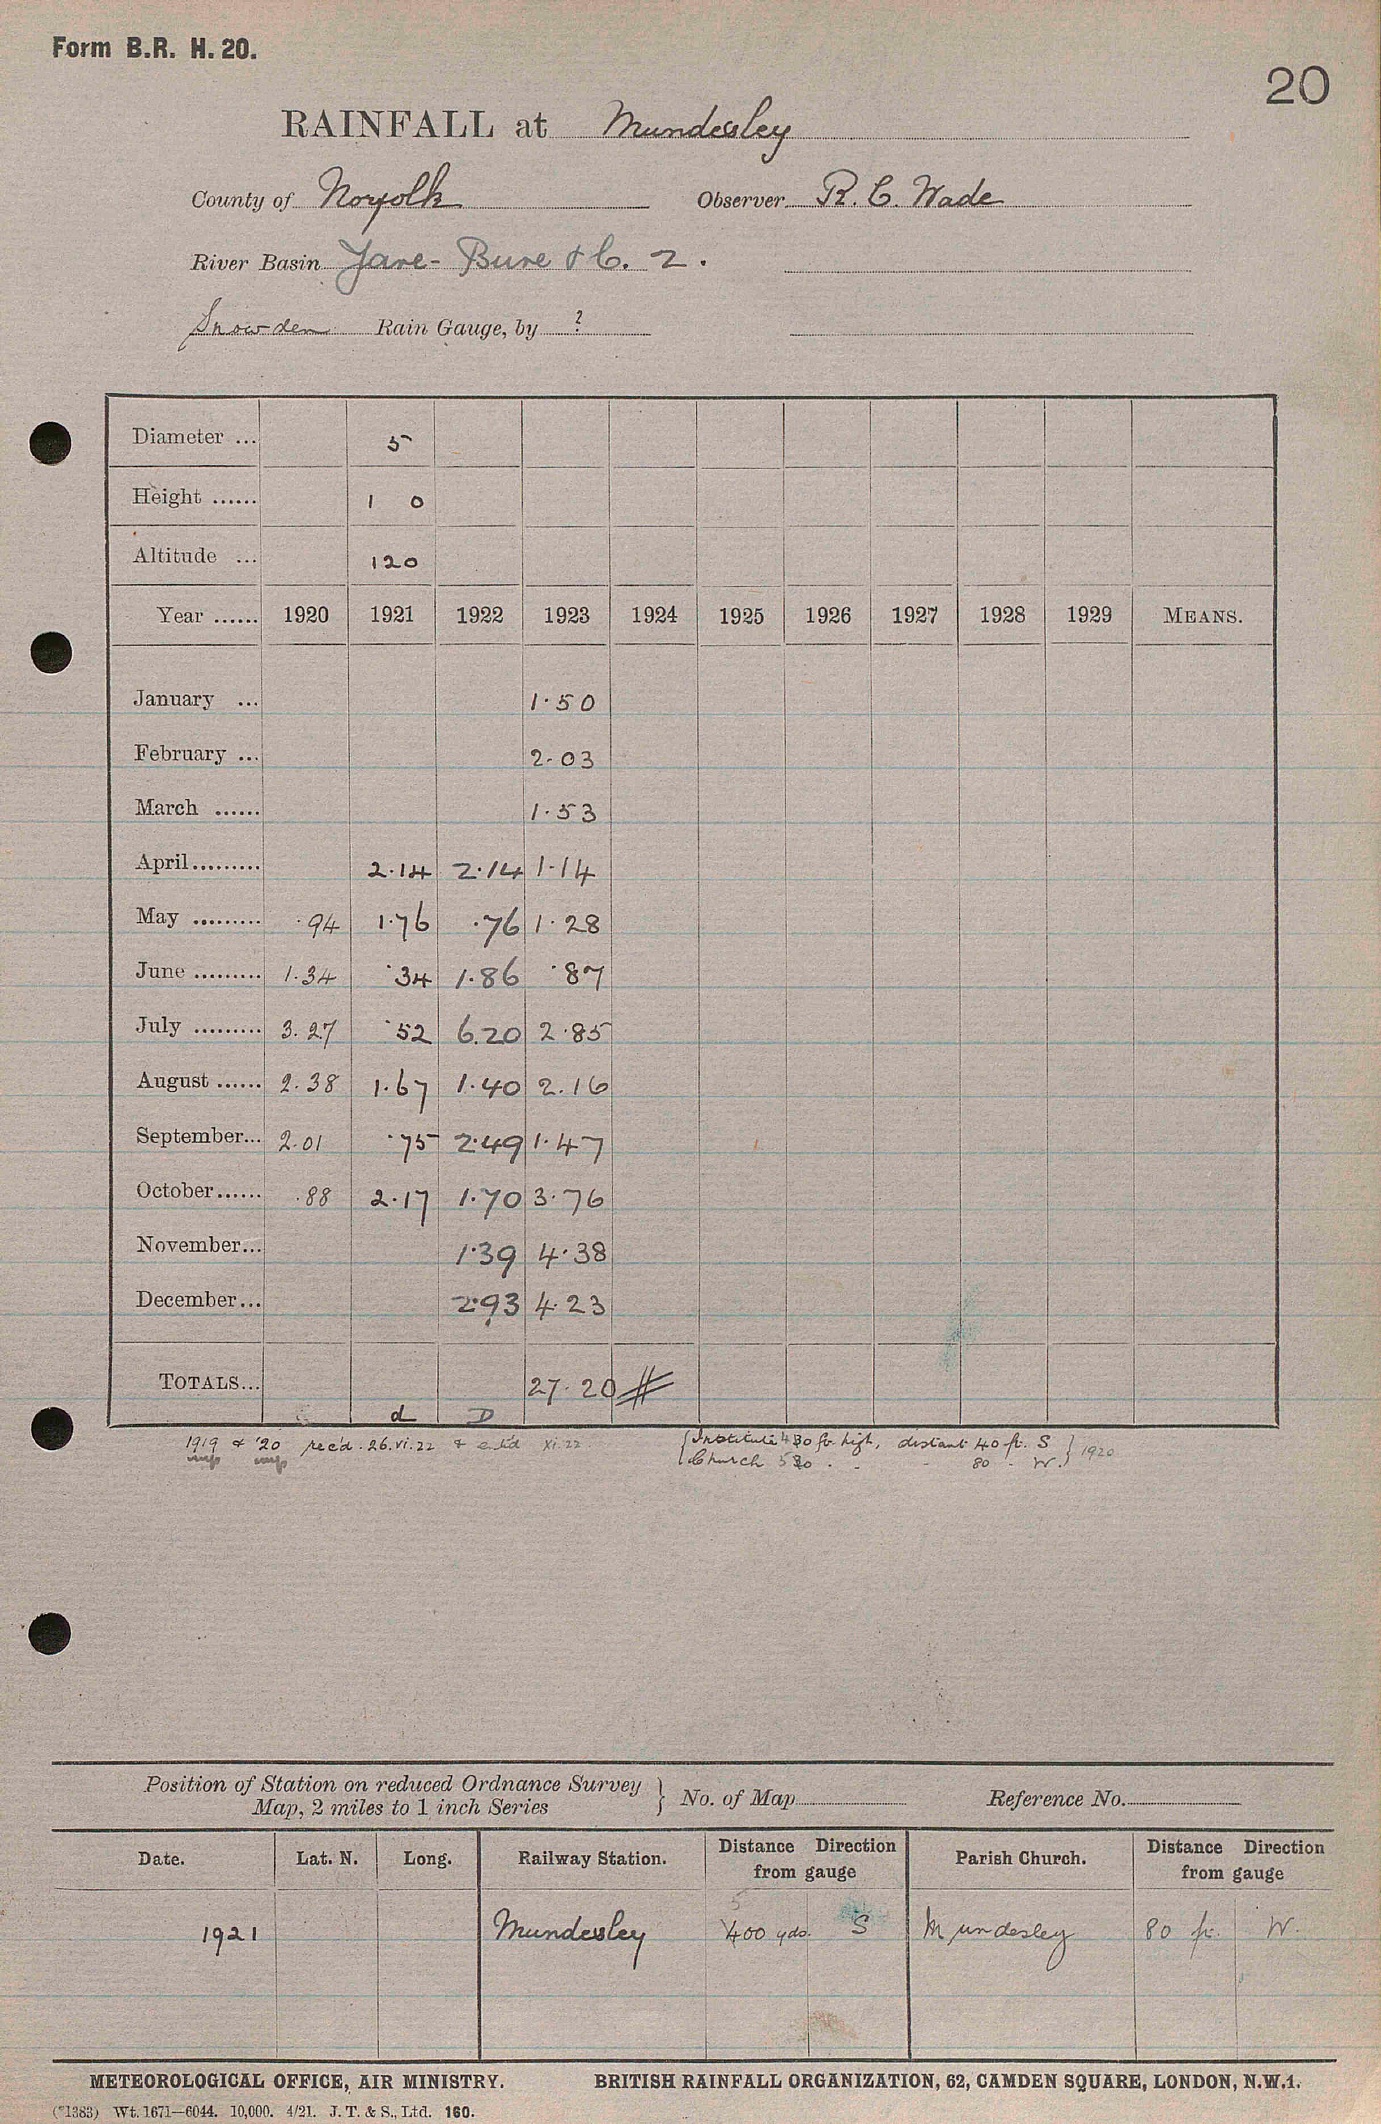 Form B.R. H. 20.
20
RAINFALL at Mundesley
County of Norfolk Observer R. C. Wade
River Basin Yare - Bure & C. 2.
Snowden Rain Gauge, by ?
Diameter ... 5
Height ...... 1 0
Altitude ... 120
Year ...... 1920 1921 1922 1923 1924 1925 1926 1927 1928 1929 MEANS.
January ... 1.50
February ... 2.03
March ...... 1.53
April......... 2.14 2.14 1.14
May ......... .94 1.76 .76 1.28
June ......... 1.34 .34 1.86 .87
July ......... 3.27 .52 6.20 2.85
August ...... 2.38 1.67 1.40 2.16
September... 2.01 .75 2.49 1.47
October...... .88 2.17 1.70 3.76
November... 1.39 4.38
December... 2.93 4.23
TOTALS... 27.20 #
d D
1919 & '20 rec'd. 26.vi.22 & xi.22 Institute 30 ft. high, distant 40 ft. S
Church 80 - W. 1920
Position of Station on reduced Ordnance Survey
Map, 2 miles to 1 inch Series } No. of Map Reference No.
Date. Lat. N. Long. Railway Station. Distance Direction from gauge Parish Church. Distance Direction from gauge
1921 Mundesley 400 yds. S Mundesley 80 ft. W.
METEOROLOGICAL OFFICE, AIR MINISTRY. BRITISH RAINFALL ORGANIZATION, 62, CAMDEN SQUARE, LONDON, N.W.1.
(*1383) Wt. 1671—6044. 10,000. 4/21. J. T. & S., Ltd. 160.